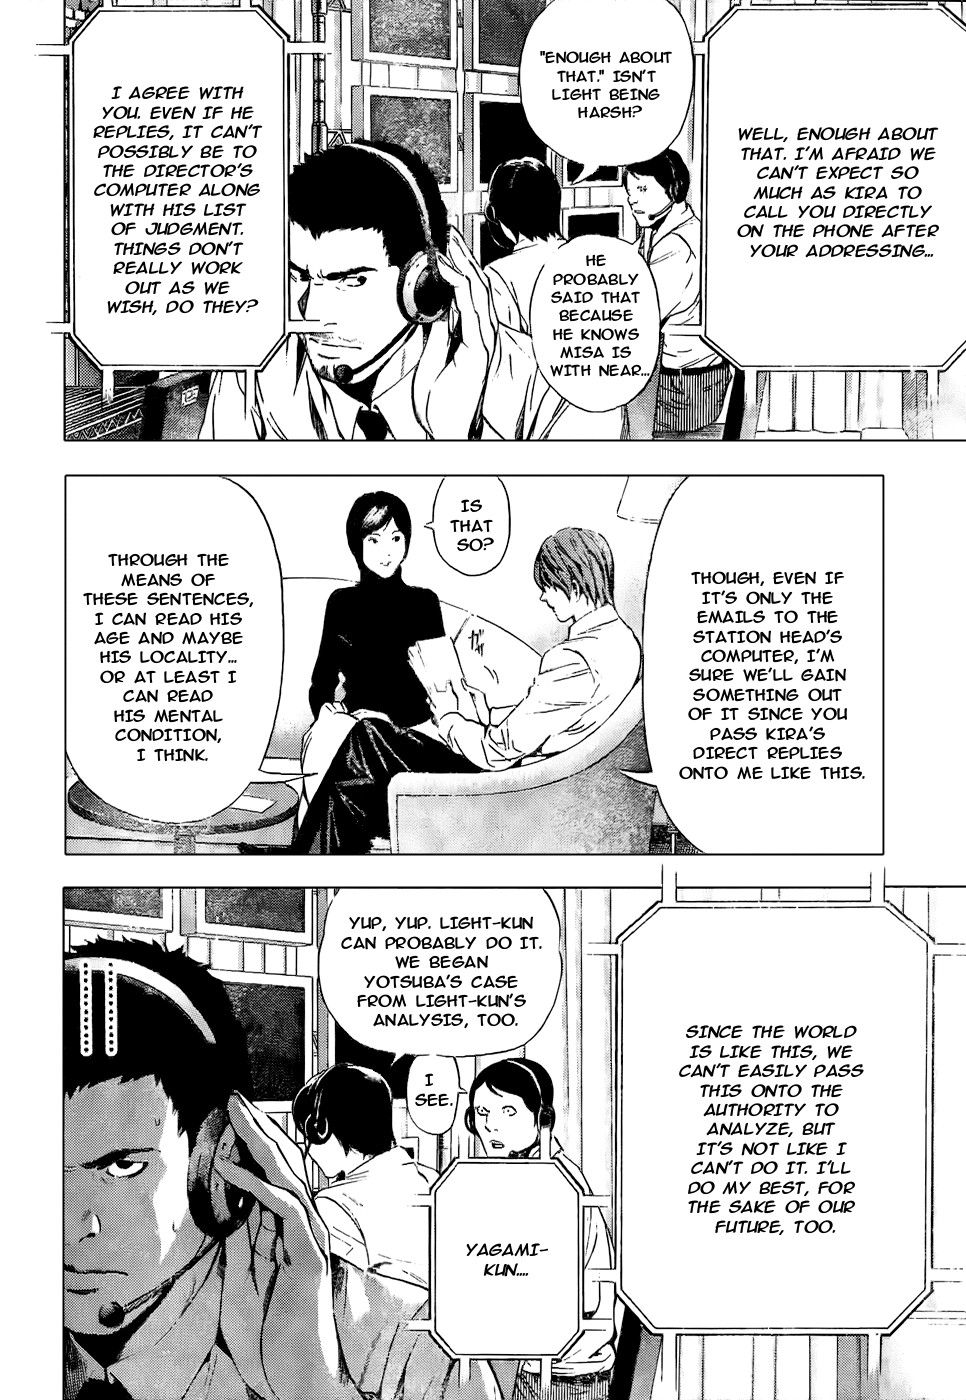 WELL, ENOUGH ABOUT
THAT. I'M AFRAID WE
CAN'T EXPECT SO
MUCH AS KIRA TO
CALL YOU DIRECTLY
ON THE PHONE AFTER
YOUR ADDRESSING...
"ENOUGH ABOUT
THAT." ISN'T
LIGHT BEING
HARSH?
HE
PROBABLY
SAID THAT
BECAUSE
HE KNOWS
MISA IS
WITH NEAR...
I AGREE WITH
YOU. EVEN IF HE
REPLIES, IT CAN'T
POSSIBLY BE TO
THE DIRECTOR'S
COMPUTER ALONG
WITH HIS LIST
OF JUDGMENT.
THINGS DON'T
REALLY WORK
OUT AS WE
WISH, DO THEY?
THOUGH, EVEN IF
IT'S ONLY THE
EMAILS TO THE
STATION HEAD'S
COMPUTER, I'M
SURE WE'LL GAIN
SOMETHING OUT
OF IT SINCE YOU
PASS KIRA'S
DIRECT REPLIES
ONTO ME LIKE THIS.
IS
THAT
SO?
THROUGH THE
MEANS OF
THESE SENTENCES,
I CAN READ HIS
AGE AND MAYBE
HIS LOCALITY...
OR AT LEAST I
CAN READ
HIS MENTAL
CONDITION,
I THINK.
SINCE THE WORLD
IS LIKE THIS, WE
CAN'T EASILY PASS
THIS ONTO THE
AUTHORITY TO
ANALYZE, BUT
IT'S NOT LIKE I
CAN'T DO IT. I'LL
DO MY BEST, FOR
THE SAKE OF OUR
FUTURE, TOO.
YUP, YUP. LIGHT-KUN
CAN PROBABLY DO IT.
WE BEGAN
YOTSUBA'S CASE
FROM LIGHT-KUN'S
ANALYSIS, TOO.
I
SEE.
YAGAMI-
KUN....